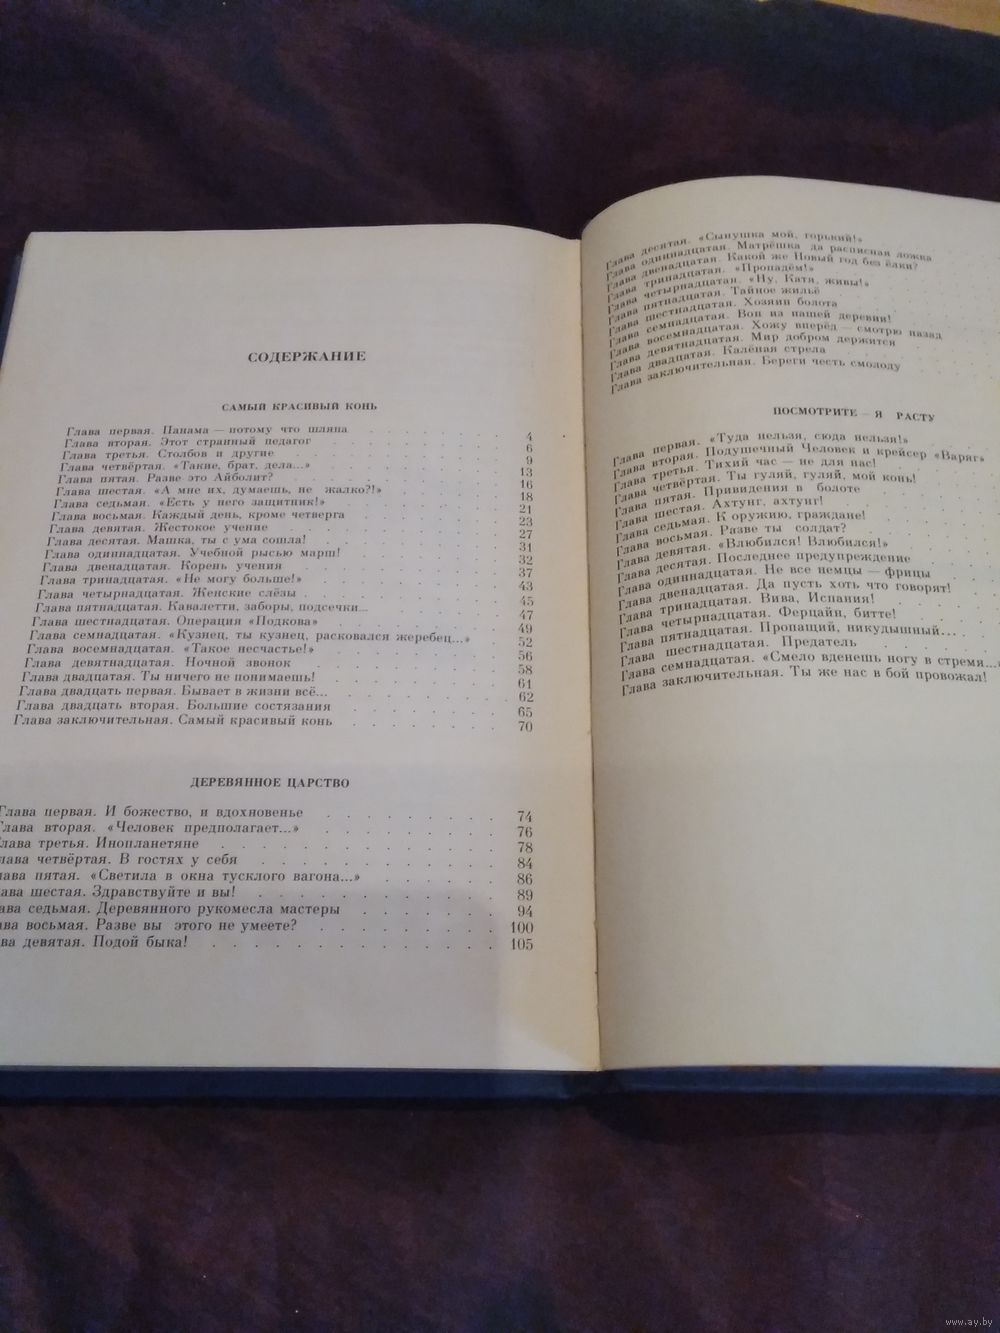 СОДЕРЖАНИЕ
САМЫЙ КРАСИВЫЙ КОНЬ
Глава первая. Панама — потому что шляпа . . . . . . . . 4
Глава вторая. Этот странный педагог . . . . . . . . 6
Глава третья. Столбов и другие . . . . . . . . 9
Глава четвёртая. «Такие, брат, дела...» . . . . . . . . 13
Глава пятая. Разве это Айболит? . . . . . . . . 16
Глава шестая. «А мне их, думаешь, не жалко?!» . . . . . . 18
Глава седьмая. «Есть у него защитник!» . . . . . . . . 21
Глава восьмая. Каждый день, кроме четверга . . . . . . . 23
Глава девятая. Жестокое учение . . . . . . . . 27
Глава десятая. Машка, ты с ума сошла! . . . . . . . . 31
Глава одиннадцатая. Учебной рысью марш! . . . . . . . 32
Глава двенадцатая. Корень учения . . . . . . . . 37
Глава тринадцатая. «Не могу больше!» . . . . . . . . 43
Глава четырнадцатая. Женские слёзы . . . . . . . . 45
Глава пятнадцатая. Кавалетти, заборы, подсечки... . . . . . 47
Глава шестнадцатая. Операция «Подкова» . . . . . . . 49
Глава семнадцатая. «Кузнец, ты кузнец, расковался жеребец...» 52
Глава восемнадцатая. «Такое несчастье!» . . . . . . . 56
Глава девятнадцатая. Ночной звонок . . . . . . . . 58
Глава двадцатая. Ты ничего не понимаешь! . . . . . . . 61
Глава двадцать первая. Бывает в жизни всё... . . . . . . . 62
Глава двадцать вторая. Большие состязания . . . . . . . 65
Глава заключительная. Самый красивый конь . . . . . . . 70
ДЕРЕВЯННОЕ ЦАРСТВО
Глава первая. И божество, и вдохновенье . . . . . . . . 74
лава вторая. «Человек предполагает...» . . . . . . . . 76
лава третья. Инопланетяне . . . . . . . . 78
лава четвёртая. В гостях у себя . . . . . . . . 84
лава пятая. «Светила в окна тусклого вагона...» . . . . . . 86
ава шестая. Здравствуйте и вы! . . . . . . . . 89
ава седьмая. Деревянного рукомесла мастеры . . . . . . 94
ва восьмая. Разве вы этого не умеете? . . . . . . . . 100
ва девятая. Подой быка! . . . . . . . . 105
Глава десятая. «Сынушка мой, горький!» . . .
Глава одиннадцатая. Матрёшка да расписная ложка
Глава двенадцатая. Какой же Новый год без ёлки?
Глава тринадцатая. «Пропадём!» . . .
Глава четырнадцатая. «Ну, Катя, живы!» . . .
Глава пятнадцатая. Тайное жильё . . .
Глава шестнадцатая. Хозяин болота . . .
Глава семнадцатая. Вон из нашей деревни! . . .
Глава восемнадцатая. Хожу вперёд — смотрю назад
Глава девятнадцатая. Мир добром держится . . .
Глава двадцатая. Калёная стрела . . .
Глава заключительная. Береги честь смолоду . . .
ПОСМОТРИТЕ — Я РАСТУ
Глава первая. «Туда нельзя, сюда нельзя!» . . .
Глава вторая. Подушечный Человек и крейсер «Варяг»
Глава третья. Тихий час — не для нас! . . .
Глава четвёртая. Ты гуляй, гуляй, мой конь! . . .
Глава пятая. Привидения в болоте . . .
Глава шестая. Ахтунг, ахтунг! . . .
Глава седьмая. К оружию, граждане! . . .
Глава восьмая. Разве ты солдат? . . .
Глава девятая. «Влюбился! Влюбился!» . . .
Глава десятая. Последнее предупреждение . . .
Глава одиннадцатая. Не все немцы — фрицы . . .
Глава двенадцатая. Да пусть хоть что говорят! . . .
Глава тринадцатая. Вива, Испания! . . .
Глава четырнадцатая. Ферцайн, битте! . . .
Глава пятнадцатая. Пропащий, никудышный... . . .
Глава шестнадцатая. Предатель . . .
Глава семнадцатая. «Смело вденешь ногу в стремя...
Глава заключительная. Ты же нас в бой провожал!
www.ay.by